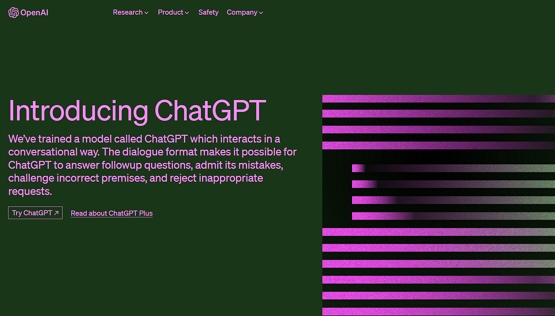 OpenAI
Research Product Safety Company
Introducing ChatGPT
We've trained a model called ChatGPT which interacts in a
conversational way. The dialogue format makes it possible for
ChatGPT to answer followup questions, admit its mistakes,
challenge incorrect premises, and reject inappropriate
requests.
Try ChatGPT ↗ Read about ChatGPT Plus